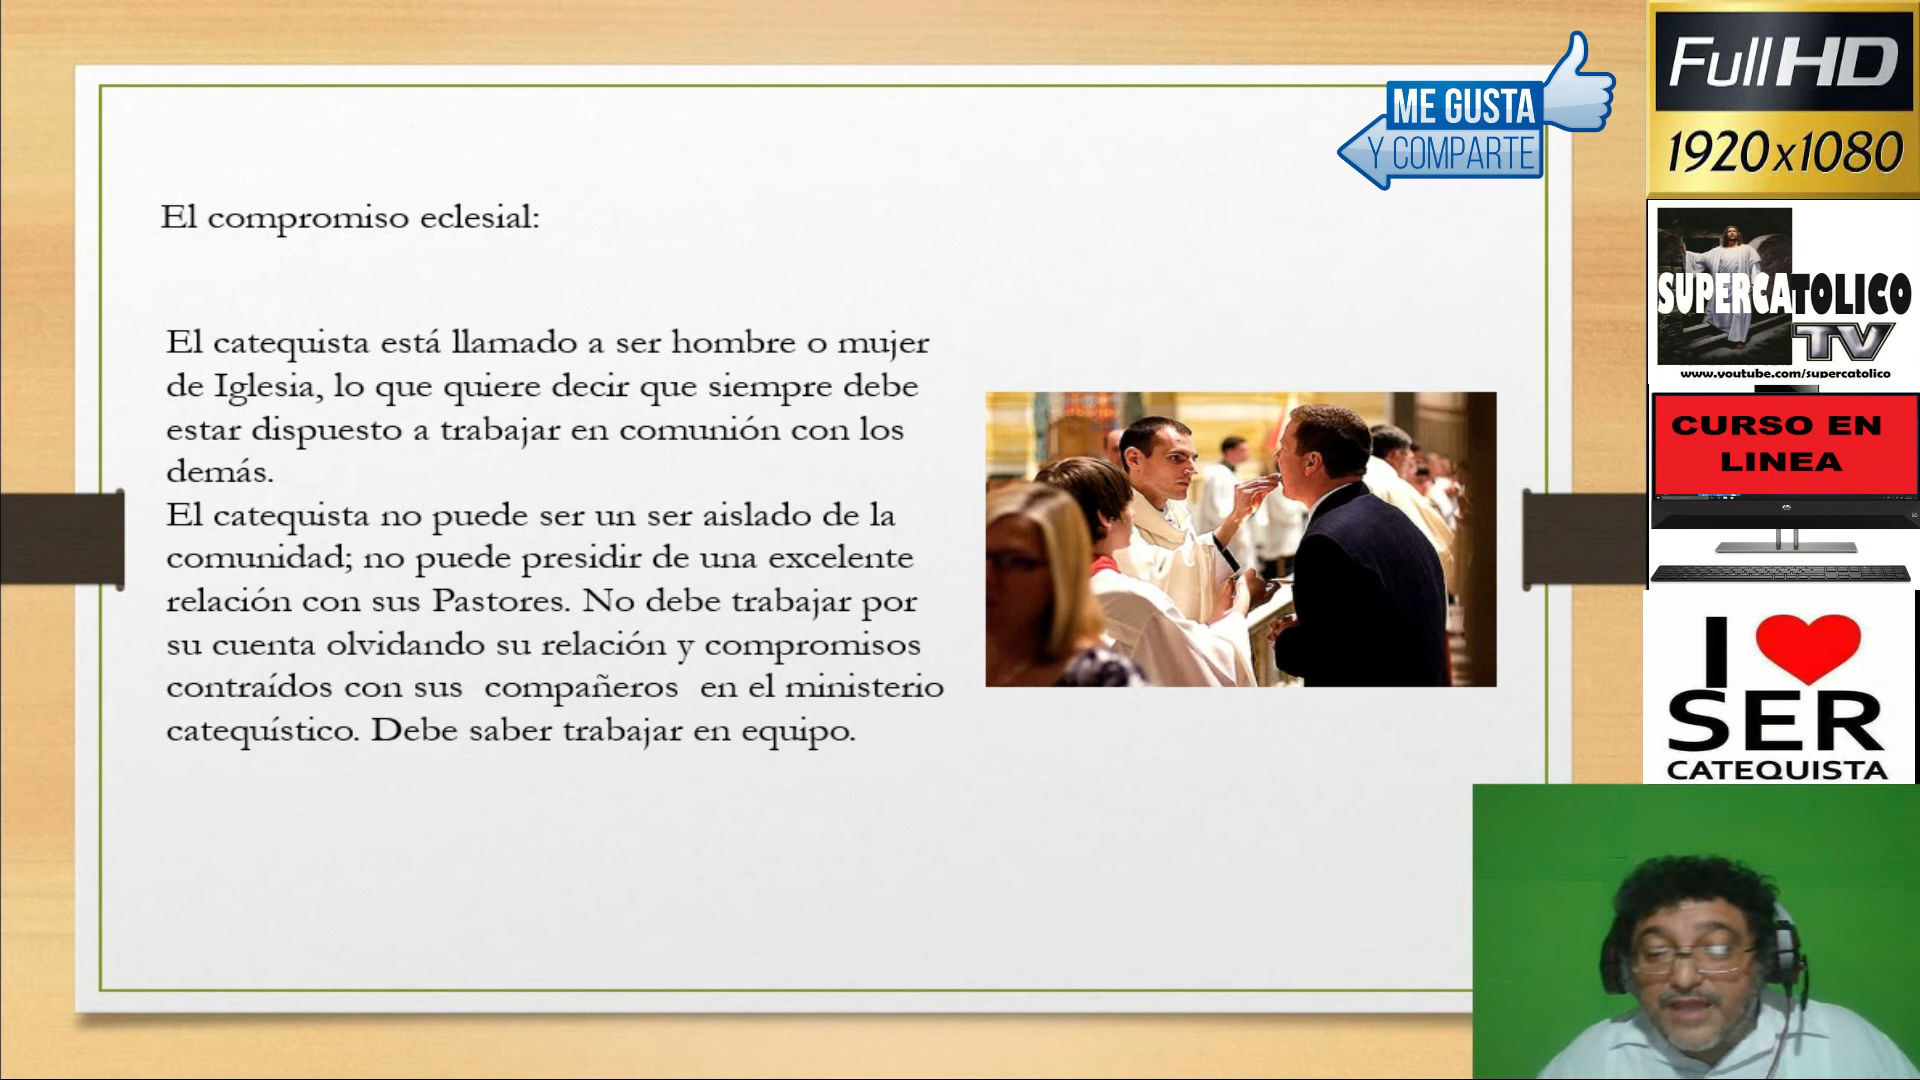 El compromiso eclesial:
El catequista está llamado a ser hombre o mujer
de Iglesia, lo que quiere decir que siempre debe
estar dispuesto a trabajar en comunión con los
demás.
El catequista no puede ser un ser aislado de la
comunidad; no puede presidir de una excelente
relación con sus Pastores. No debe trabajar por
su cuenta olvidando su relación y compromisos
contraídos con sus compañeros en el ministerio
catequístico. Debe saber trabajar en equipo.
ME GUSTA
Y COMPARTE
Full HD
1920x1080
SUPERCATOLICO
TV
www.youtube.com/supercatolico
CURSO EN
LINEA
I
SER
CATEQUISTA